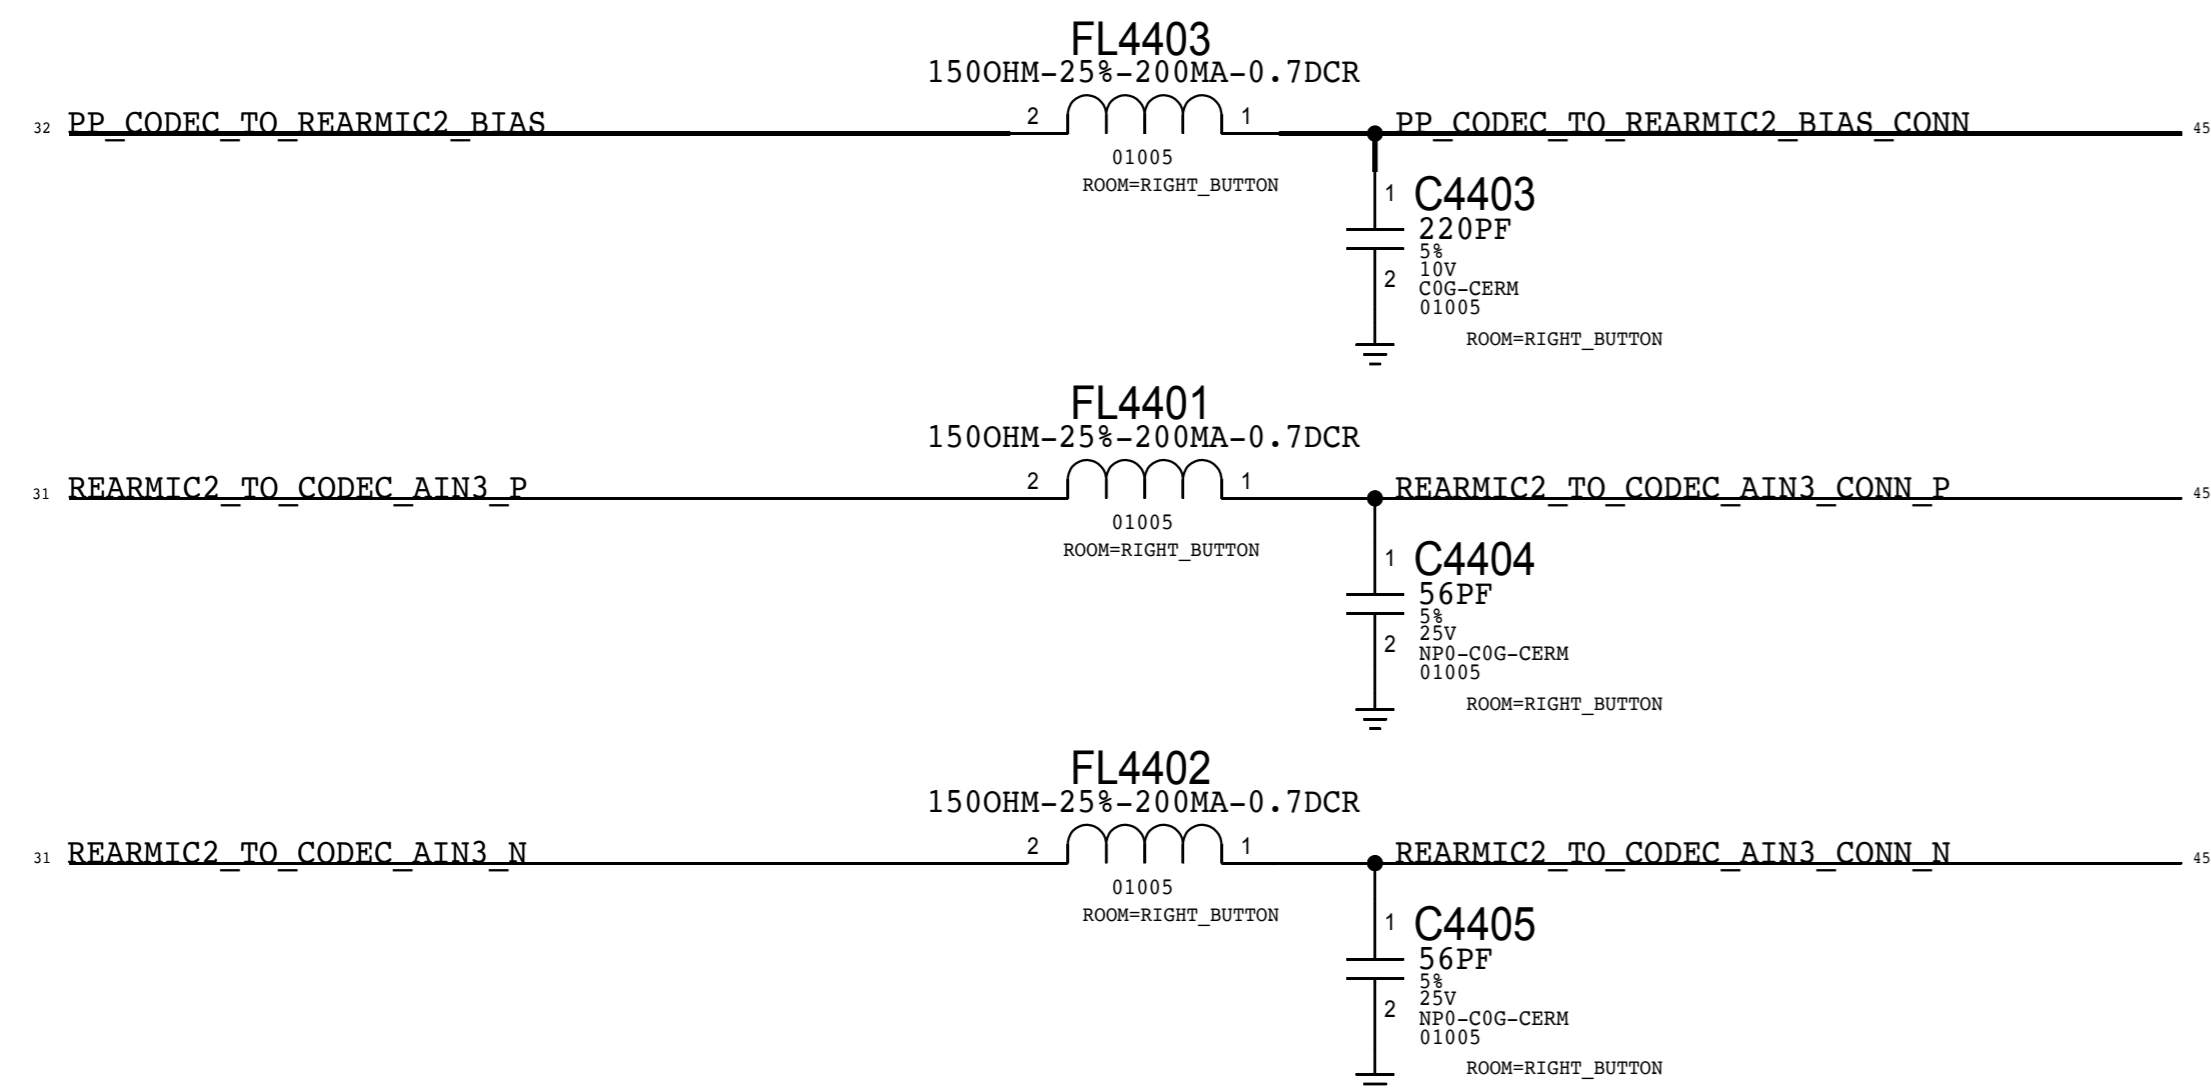 FL4403
150OHM-25%-200MA-0.7DCR
32 PP_CODEC_TO_REARMIC2_BIAS 2 1 PP_CODEC_TO_REARMIC2_BIAS_CONN 45
01005
ROOM=RIGHT_BUTTON
1 C4403
220PF
5%
10V
2 C0G-CERM
01005
ROOM=RIGHT_BUTTON
FL4401
150OHM-25%-200MA-0.7DCR
31 REARMIC2_TO_CODEC_AIN3_P 2 1 REARMIC2_TO_CODEC_AIN3_CONN_P 45
01005
ROOM=RIGHT_BUTTON
1 C4404
56PF
5%
25V
2 NP0-C0G-CERM
01005
ROOM=RIGHT_BUTTON
FL4402
150OHM-25%-200MA-0.7DCR
31 REARMIC2_TO_CODEC_AIN3_N 2 1 REARMIC2_TO_CODEC_AIN3_CONN_N 45
01005
ROOM=RIGHT_BUTTON
1 C4405
56PF
5%
25V
2 NP0-C0G-CERM
01005
ROOM=RIGHT_BUTTON